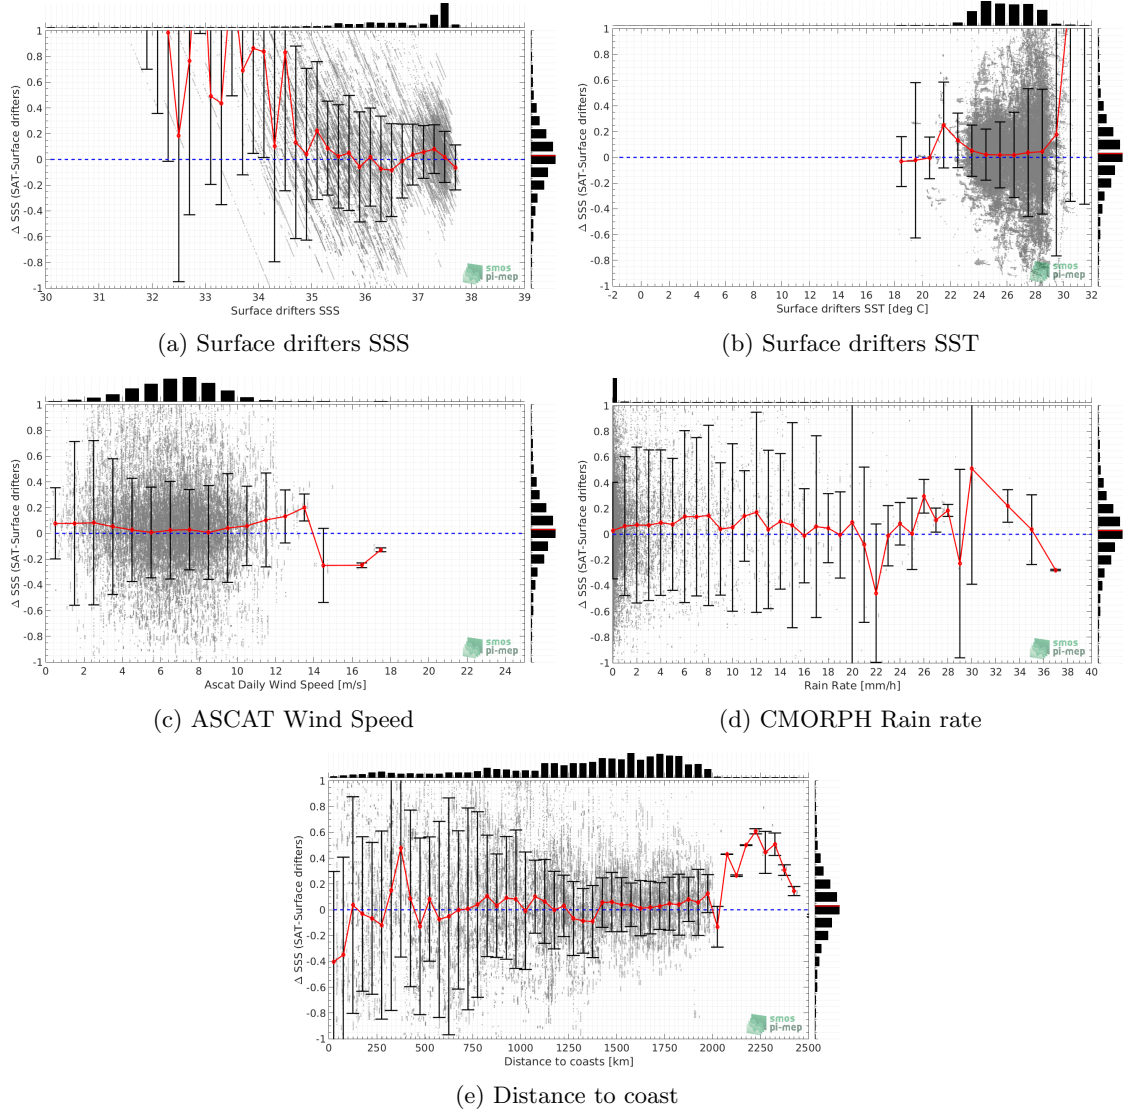 1
0.8
0.6
0.4
0.2
0
-0.2
-0.4
-0.6
-0.8
-1
Δ SSS (SAT-Surface drifters)
30 31 32 33 34 35 36 37 38 39
Surface drifters SSS
smos
pi-mep
(a) Surface drifters SSS
1
0.8
0.6
0.4
0.2
0
-0.2
-0.4
-0.6
-0.8
-1
Δ SSS (SAT-Surface drifters)
-2 0 2 4 6 8 10 12 14 16 18 20 22 24 26 28 30 32
Surface drifters SST [deg C]
smos
pi-mep
(b) Surface drifters SST
1
0.8
0.6
0.4
0.2
0
-0.2
-0.4
-0.6
-0.8
-1
Δ SSS (SAT-Surface drifters)
0 2 4 6 8 10 12 14 16 18 20 22 24
Ascat Daily Wind Speed [m/s]
smos
pi-mep
(c) ASCAT Wind Speed
1
0.8
0.6
0.4
0.2
0
-0.2
-0.4
-0.6
-0.8
-1
Δ SSS (SAT-Surface drifters)
0 2 4 6 8 10 12 14 16 18 20 22 24 26 28 30 32 34 36 38 40
Rain Rate [mm/h]
smos
pi-mep
(d) CMORPH Rain rate
1
0.8
0.6
0.4
0.2
0
-0.2
-0.4
-0.6
-0.8
-1
Δ SSS (SAT-Surface drifters)
0 250 500 750 1000 1250 1500 1750 2000 2250 2500
Distance to coasts [km]
smos
pi-mep
(e) Distance to coast